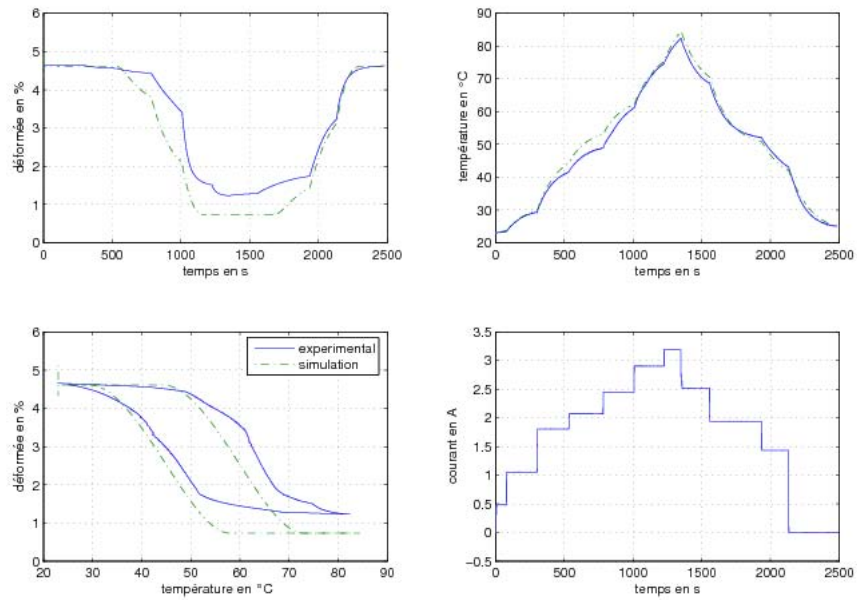 6
5
4
3
2
1
0
déformée en %
0 500 1000 1500 2000 2500
temps en s
90
80
70
60
50
40
30
20
température en °C
0 500 1000 1500 2000 2500
temps en s
6
5
4
3
2
1
0
déformée en %
experimental
simulation
20 30 40 50 60 70 80 90
température en °C
3.5
3
2.5
2
1.5
1
0.5
0
−0.5
courant en A
0 500 1000 1500 2000 2500
temps en s